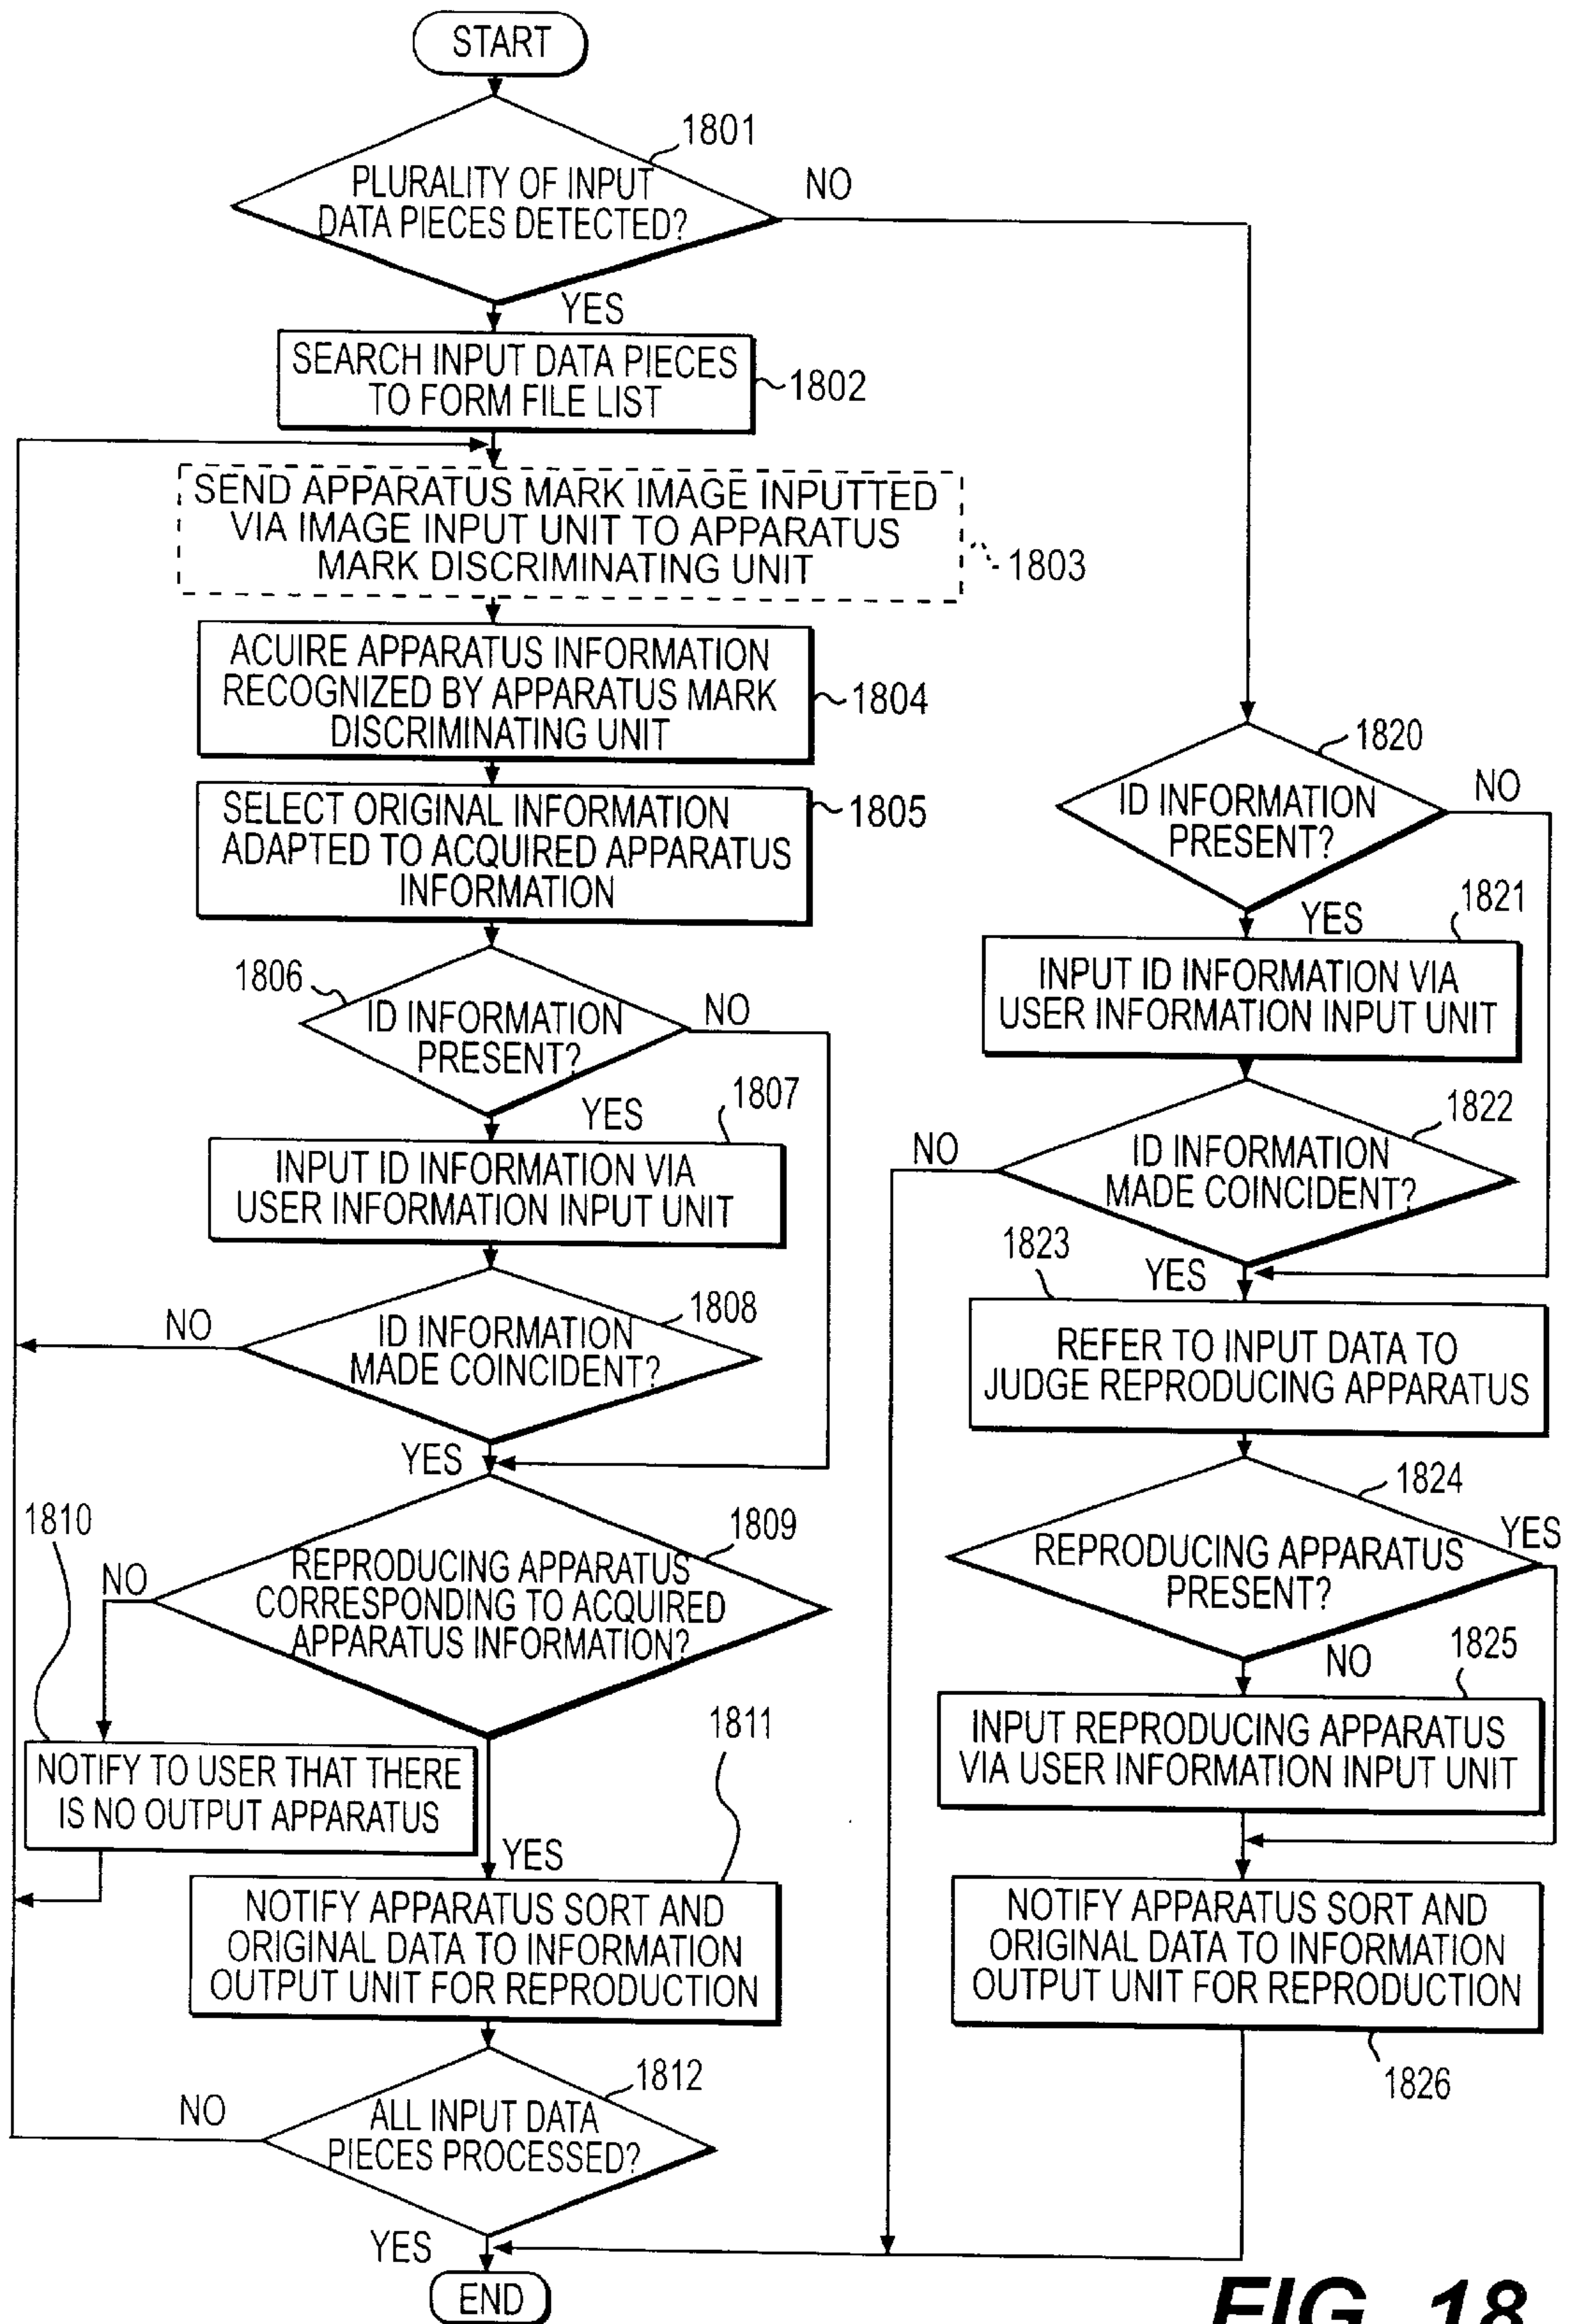 START
1801
PLURALITY OF INPUT
DATA PIECES DETECTED?
NO
YES
SEARCH INPUT DATA PIECES
TO FORM FILE LIST
1802
SEND APPARATUS MARK IMAGE INPUTTED
VIA IMAGE INPUT UNIT TO APPARATUS
MARK DISCRIMINATING UNIT
1803
ACUIRE APPARATUS INFORMATION
RECOGNIZED BY APPARATUS MARK
DISCRIMINATING UNIT
1804
SELECT ORIGINAL INFORMATION
ADAPTED TO ACQUIRED APPARATUS
INFORMATION
1805
1806
ID INFORMATION
PRESENT?
NO
YES
1807
INPUT ID INFORMATION VIA
USER INFORMATION INPUT UNIT
1808
ID INFORMATION
MADE COINCIDENT?
NO
YES
1809
REPRODUCING APPARATUS
CORRESPONDING TO ACQUIRED
APPARATUS INFORMATION?
NO
1810
NOTIFY TO USER THAT THERE
IS NO OUTPUT APPARATUS
YES
1811
NOTIFY APPARATUS SORT AND
ORIGINAL DATA TO INFORMATION
OUTPUT UNIT FOR REPRODUCTION
1812
ALL INPUT DATA
PIECES PROCESSED?
NO
YES
END
1820
ID INFORMATION
PRESENT?
NO
YES
1821
INPUT ID INFORMATION VIA
USER INFORMATION INPUT UNIT
1822
ID INFORMATION
MADE COINCIDENT?
NO
YES
1823
REFER TO INPUT DATA TO
JUDGE REPRODUCING APPARATUS
1824
REPRODUCING APPARATUS
PRESENT?
YES
NO
1825
INPUT REPRODUCING APPARATUS
VIA USER INFORMATION INPUT UNIT
NOTIFY APPARATUS SORT AND
ORIGINAL DATA TO INFORMATION
OUTPUT UNIT FOR REPRODUCTION
1826
FIG. 18